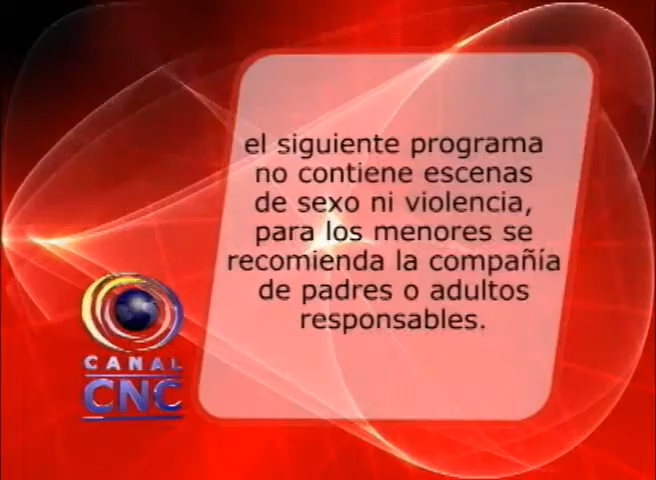 el siguiente programa
no contiene escenas
de sexo ni violencia,
para los menores se
recomienda la compañía
de padres o adultos
responsables.
CANAL
CNC